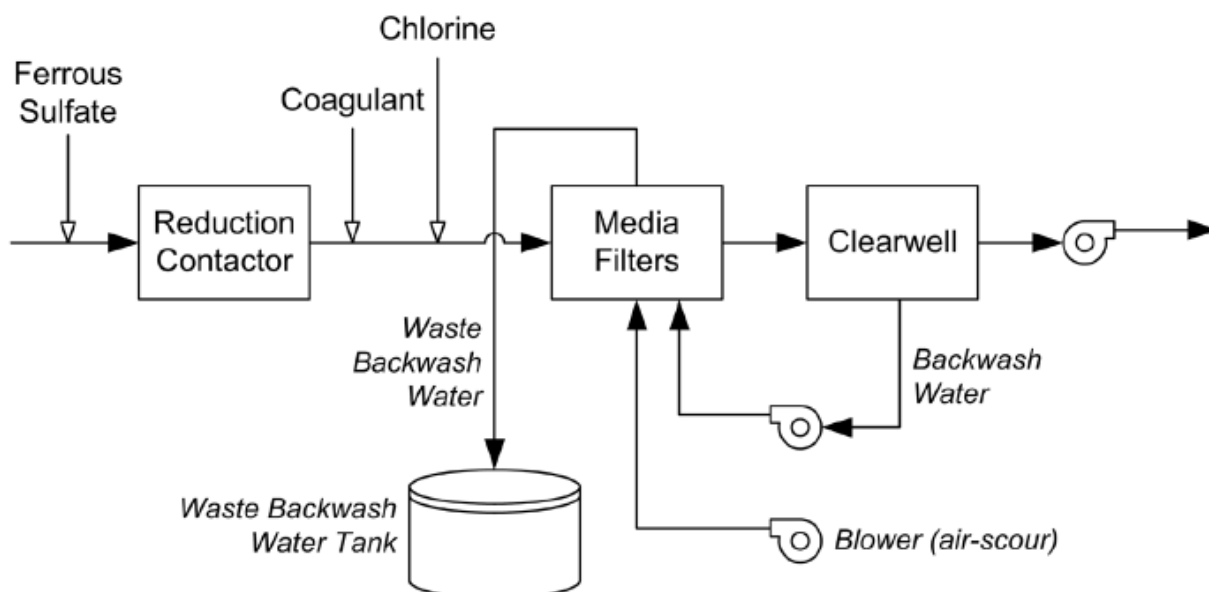 Chlorine
Ferrous
Sulfate
Coagulant
Reduction
Contactor
Media
Filters
Clearwell
Waste
Backwash
Water
Backwash
Water
Waste Backwash
Water Tank
Blower (air-scour)